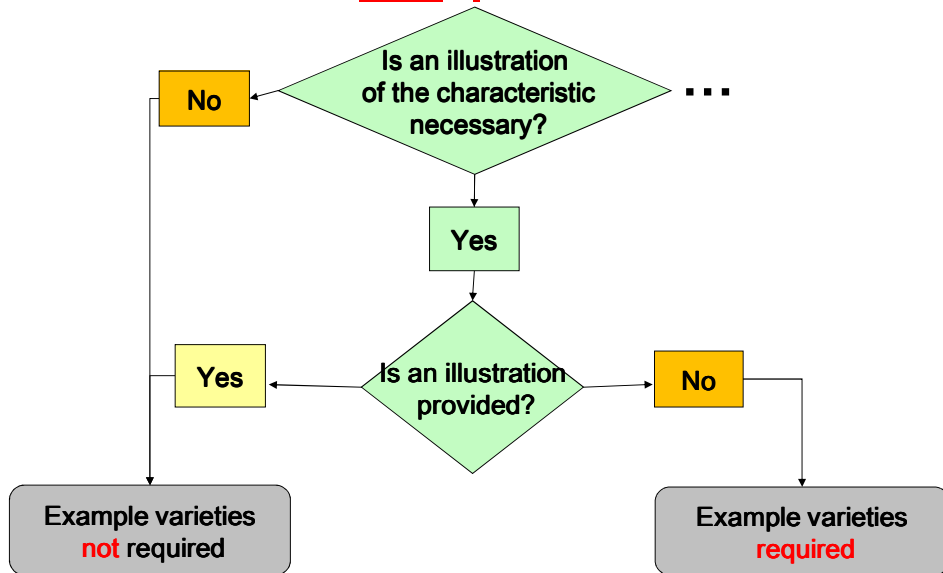 Is an illustration
of the characteristic
necessary?
...
No
Yes
Is an illustration
provided?
Yes
No
Example varieties
not required
Example varieties
required